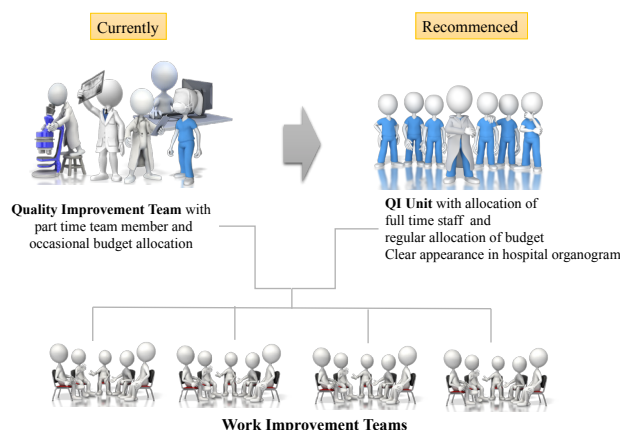 Currently
Recommenced
Quality Improvement Team with
part time team member and
occasional budget allocation
QI Unit with allocation of
full time staff and
regular allocation of budget
Clear appearance in hospital organogram
Work Improvement Teams